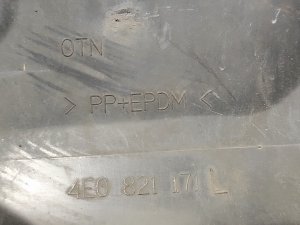 OTN
> PP+EPDM <
4E0 821 171 L